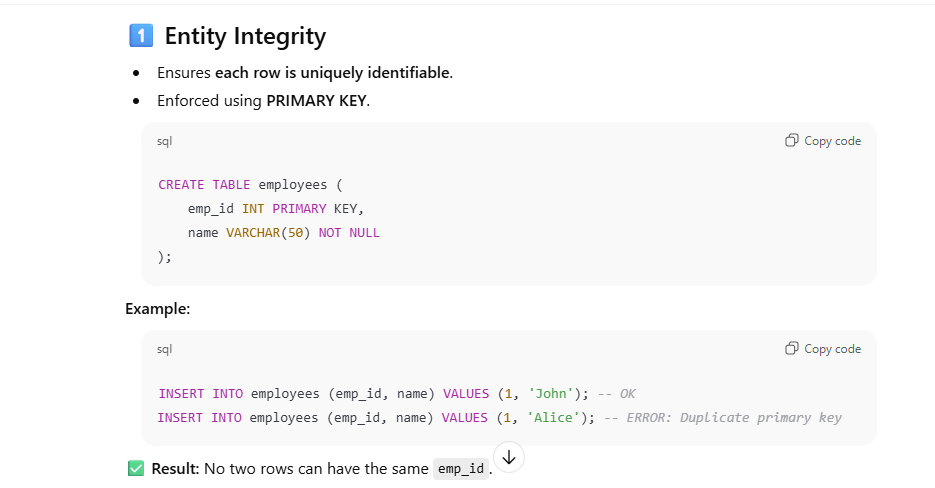 1 Entity Integrity
• Ensures each row is uniquely identifiable.
• Enforced using PRIMARY KEY.
sql Copy code
CREATE TABLE employees (
    emp_id INT PRIMARY KEY,
    name VARCHAR(50) NOT NULL
);
Example:
sql Copy code
INSERT INTO employees (emp_id, name) VALUES (1, 'John'); -- OK
INSERT INTO employees (emp_id, name) VALUES (1, 'Alice'); -- ERROR: Duplicate primary key
✅ Result: No two rows can have the same emp_id.